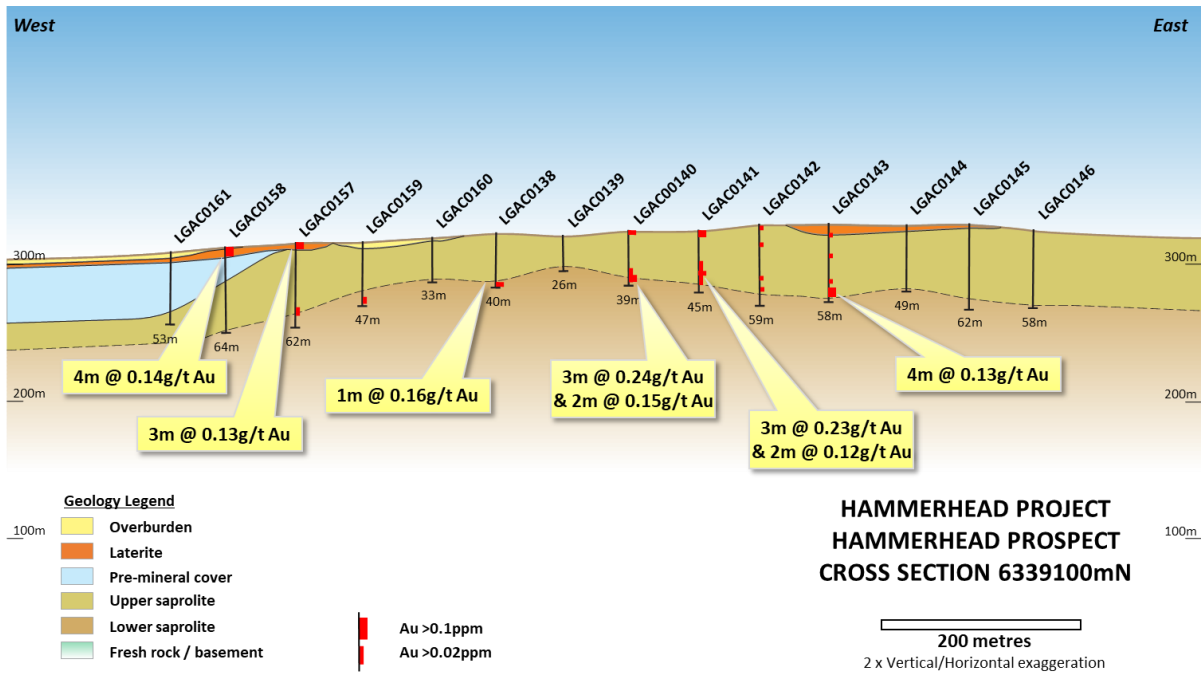 West
East
LGAC0161
LGAC0158
LGAC0157
LGAC0159
LGAC0160
LGAC0138
LGAC0139
LGAC00140
LGAC0141
LGAC0142
LGAC0143
LGAC0144
LGAC0145
LGAC0146
300m
300m
53m
64m
62m
47m
33m
40m
26m
39m
45m
59m
58m
49m
62m
58m
4m @ 0.14g/t Au
3m @ 0.13g/t Au
1m @ 0.16g/t Au
3m @ 0.24g/t Au
& 2m @ 0.15g/t Au
3m @ 0.23g/t Au
& 2m @ 0.12g/t Au
4m @ 0.13g/t Au
200m
200m
100m
100m
Geology Legend
Overburden
Laterite
Pre-mineral cover
Upper saprolite
Lower saprolite
Fresh rock / basement
Au >0.1ppm
Au >0.02ppm
HAMMERHEAD PROJECT
HAMMERHEAD PROSPECT
CROSS SECTION 6339100mN
200 metres
2 x Vertical/Horizontal exaggeration